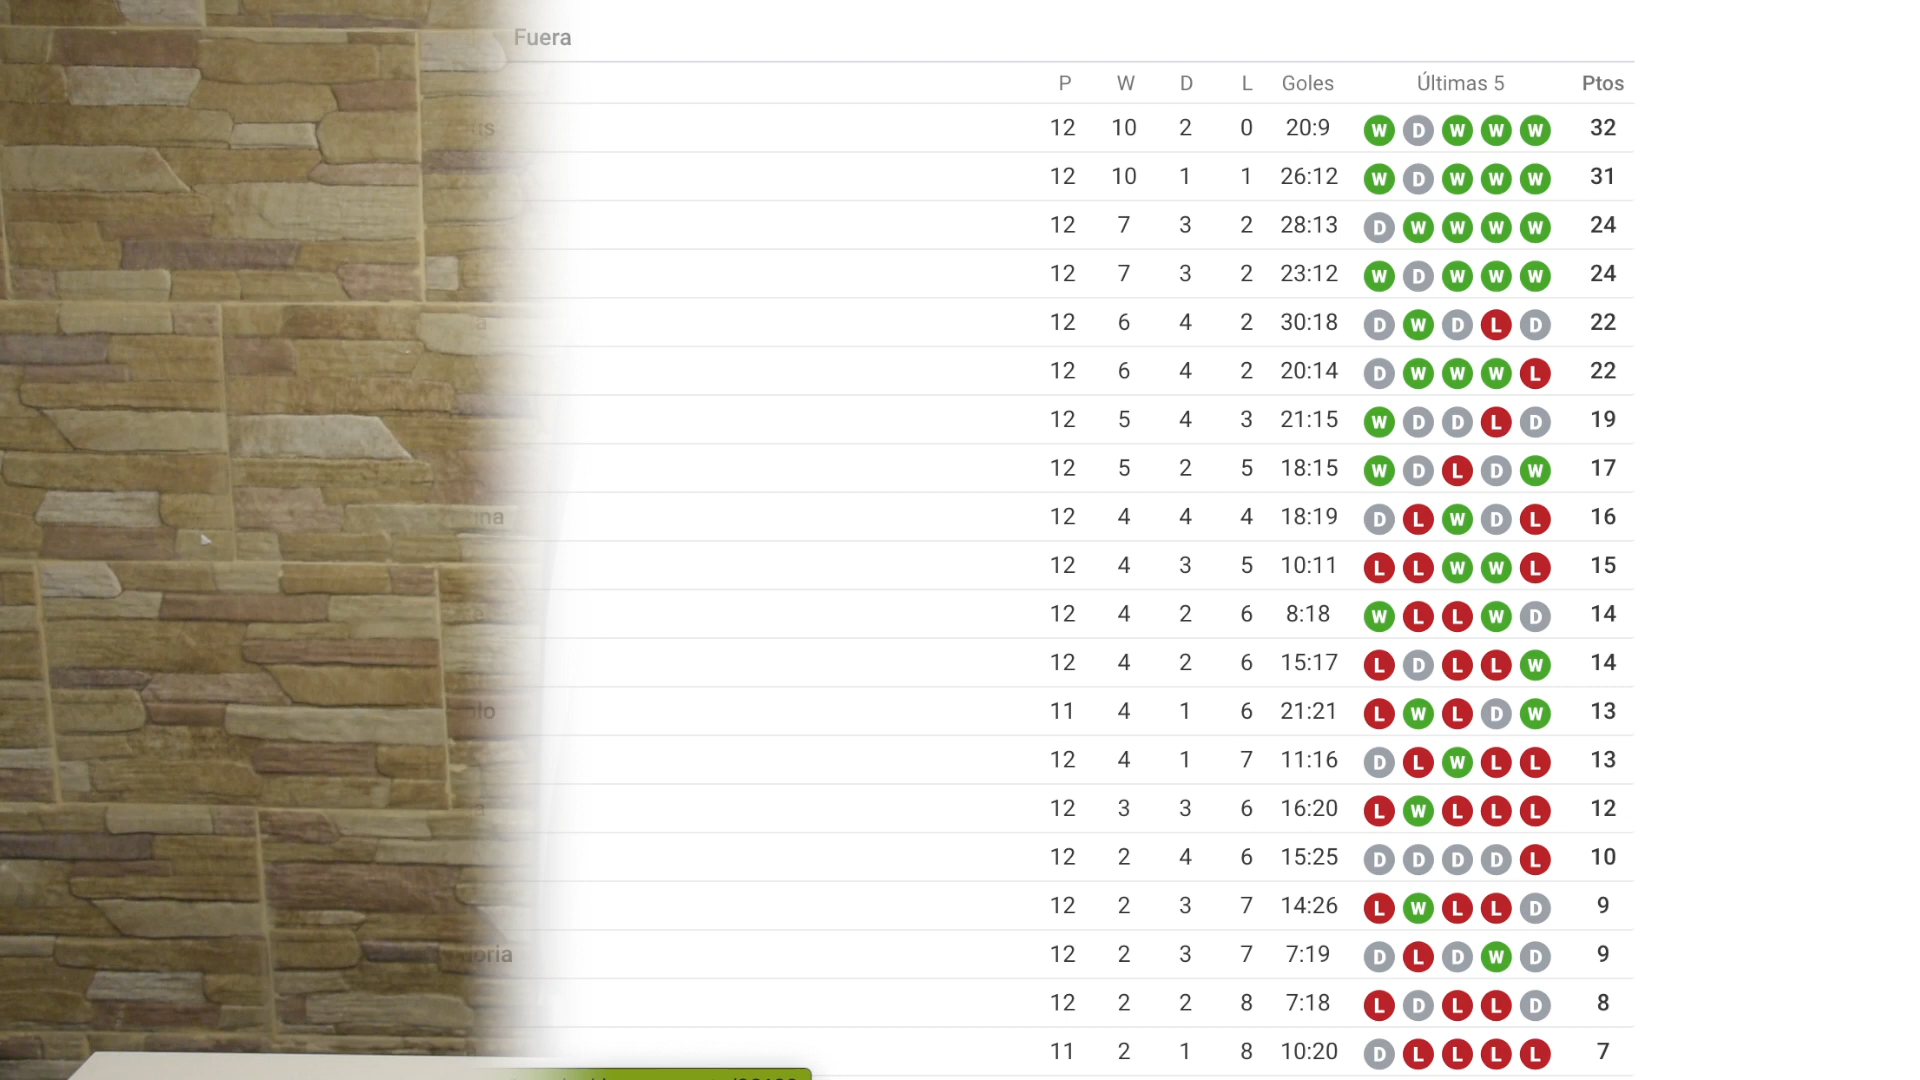 Fuera
P W D L Goles Últimas 5 Ptos
12 10 2 0 20:9 W D W W W 32
12 10 1 1 26:12 W D W W W 31
12 7 3 2 28:13 D W W W W 24
12 7 3 2 23:12 W D W W W 24
12 6 4 2 30:18 D W D L D 22
12 6 4 2 20:14 D W W W L 22
12 5 4 3 21:15 W D D L D 19
12 5 2 5 18:15 W D L D W 17
12 4 4 4 18:19 D L W D L 16
12 4 3 5 10:11 L L W W L 15
12 4 2 6 8:18 W L L W D 14
12 4 2 6 15:17 L D L L W 14
11 4 1 6 21:21 L W L D W 13
12 4 1 7 11:16 D L W L L 13
12 3 3 6 16:20 L W L L L 12
12 2 4 6 15:25 D D D D L 10
12 2 3 7 14:26 L W L L D 9
12 2 3 7 7:19 D L D W D 9
12 2 2 8 7:18 L D L L D 8
11 2 1 8 10:20 D L L L L 7